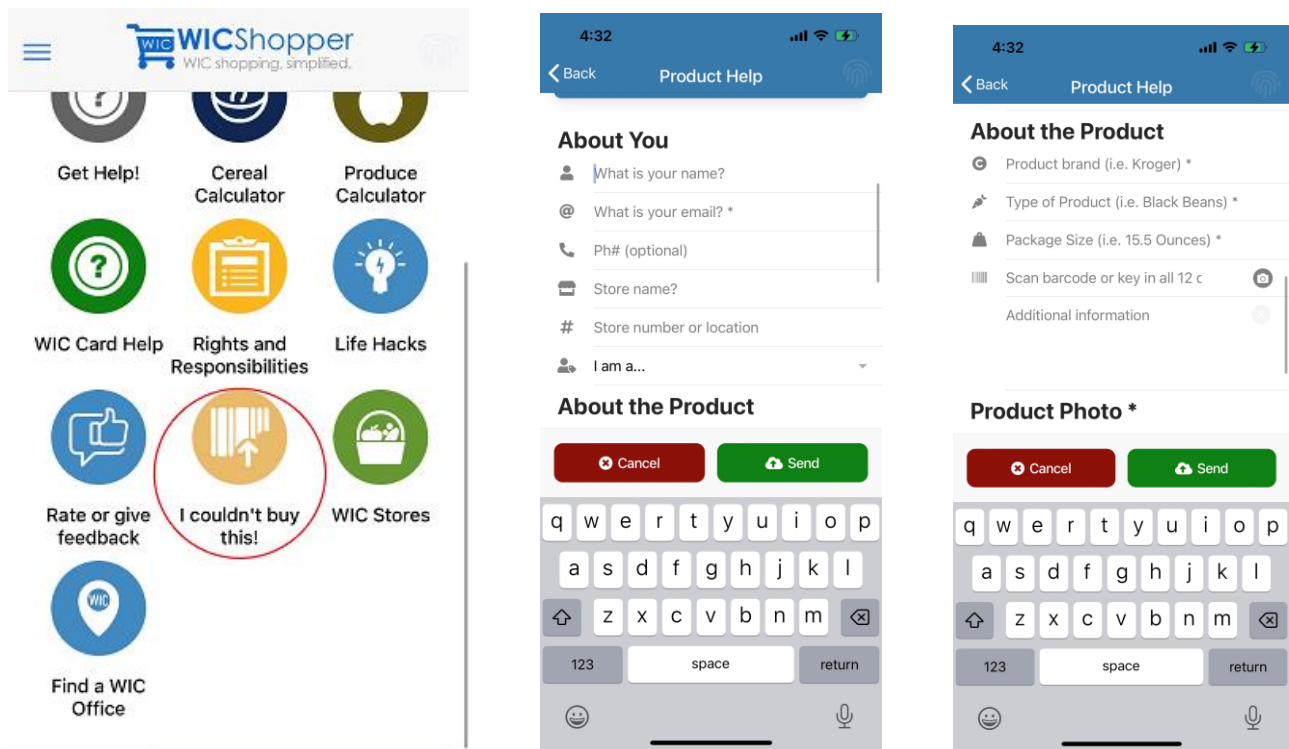 WIC WICShopper
WIC shopping, simplified.
Get Help!
Cereal
Calculator
Produce
Calculator
WIC Card Help
Rights and
Responsibilities
Life Hacks
Rate or give
feedback
I couldn't buy
this!
WIC Stores
WIC
Find a WIC
Office
4:32
Back
Product Help
About You
What is your name?
@ What is your email? *
Ph# (optional)
Store name?
# Store number or location
I am a...
About the Product
Cancel
Send
q w e r t y u i o p
a s d f g h j k l
z x c v b n m
123 space return
4:32
Back
Product Help
About the Product
Product brand (i.e. Kroger) *
Type of Product (i.e. Black Beans) *
Package Size (i.e. 15.5 Ounces) *
Scan barcode or key in all 12 c
Additional information
Product Photo *
Cancel
Send
q w e r t y u i o p
a s d f g h j k l
z x c v b n m
123 space return